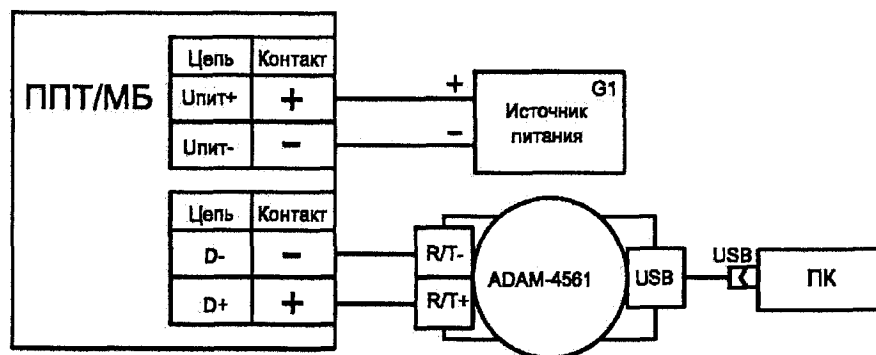 ППТ/МБ
Цепь Контакт
Uпит+ +
Uпит- −
+
−
G1
Источник
питания
Цепь Контакт
D- −
D+ +
R/T-
R/T+
ADAM-4561
USB
USB
ПК